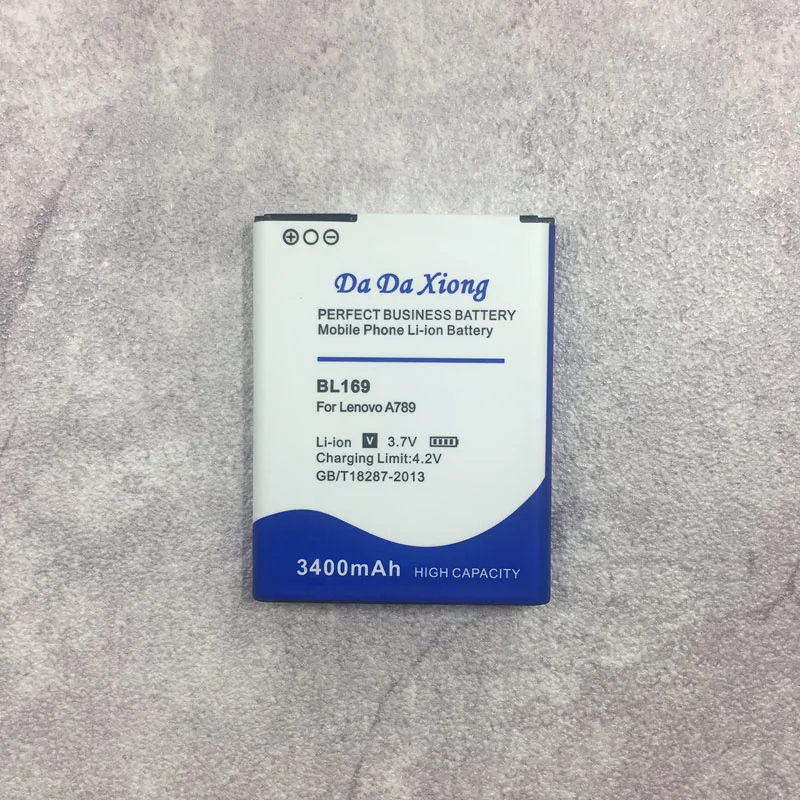 Da Da Xiong
PERFECT BUSINESS BATTERY
Mobile Phone Li-ion Battery
BL169
For Lenovo A789
Li-ion V 3.7V
Charging Limit:4.2V
GB/T18287-2013
3400mAh HIGH CAPACITY